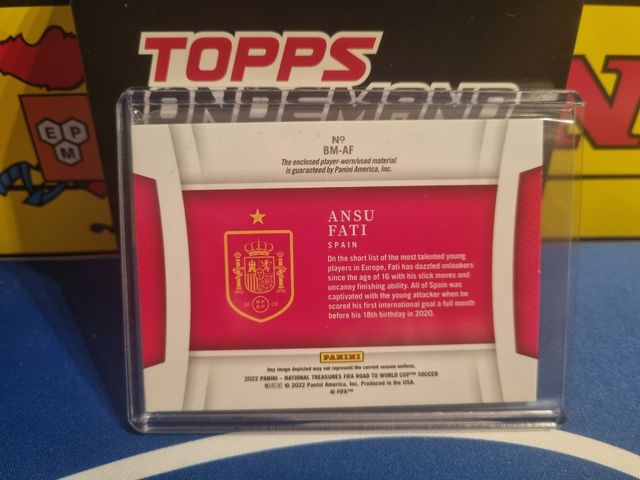 TOPPS
ONDEMAND
EPM
Nº
BM-AF
The enclosed player-worn/used material
is guaranteed by Panini America, Inc.
ANSU
FATI
SPAIN
On the short list of the most talented young
players in Europe, Fati has dazzled onlookers
since the age of 16 with his slick moves and
uncanny finishing ability. All of Spain was
captivated with the young attacker when he
scored his first international goal a full month
before his 18th birthday in 2020.
PANINI
Any image depicted may not represent the current season uniform.
2022 PANINI - NATIONAL TREASURES FIFA ROAD TO WORLD CUP™ SOCCER
© 2022 Panini America, Inc. Produced in the USA.
© FIFA™